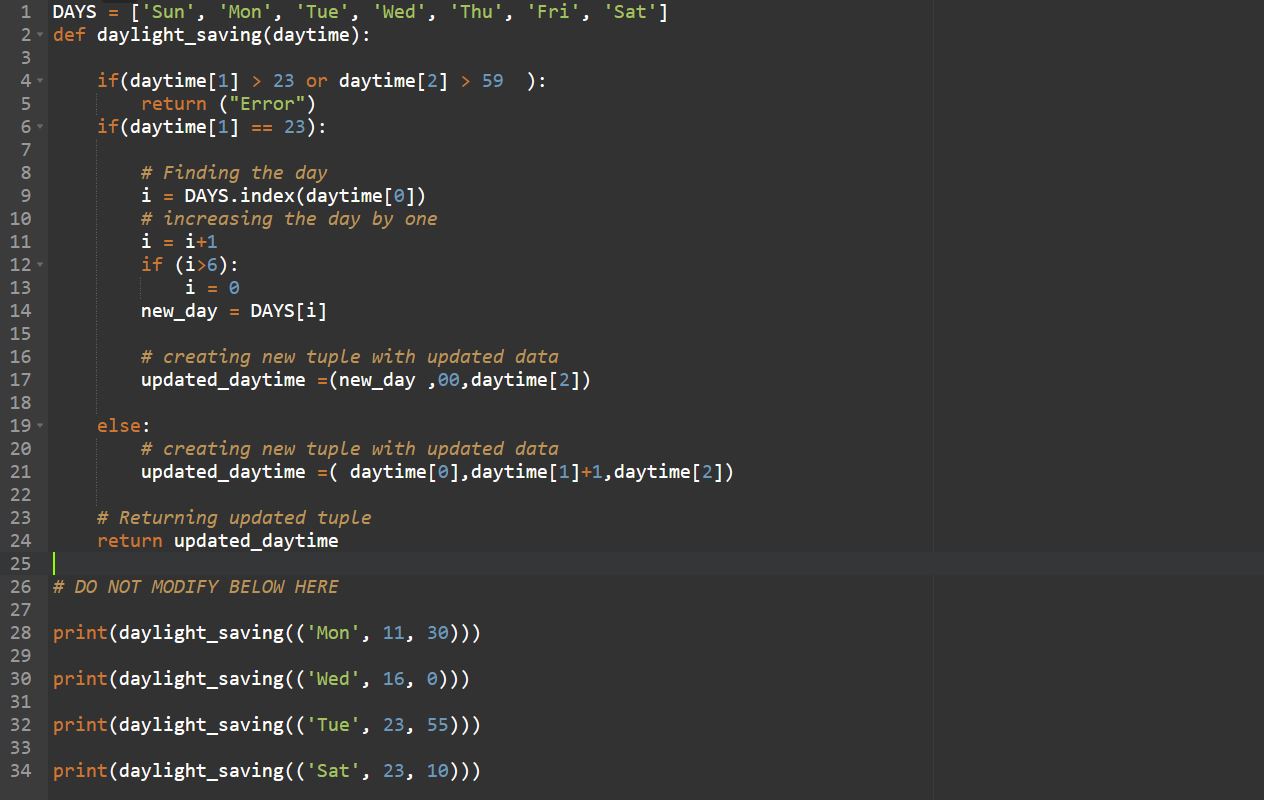 1 DAYS = ['Sun', 'Mon', 'Tue', 'Wed', 'Thu', 'Fri', 'Sat']
2 def daylight_saving(daytime):
3
4     if(daytime[1] > 23 or daytime[2] > 59  ):
5         return ("Error")
6     if(daytime[1] == 23):
7
8         # Finding the day
9         i = DAYS.index(daytime[0])
10         # increasing the day by one
11         i = i+1
12         if (i>6):
13             i = 0
14         new_day = DAYS[i]
15
16         # creating new tuple with updated data
17         updated_daytime =(new_day ,00,daytime[2])
18
19     else:
20         # creating new tuple with updated data
21         updated_daytime =( daytime[0],daytime[1]+1,daytime[2])
22
23     # Returning updated tuple
24     return updated_daytime
25
26 # DO NOT MODIFY BELOW HERE
27
28 print(daylight_saving(('Mon', 11, 30)))
29
30 print(daylight_saving(('Wed', 16, 0)))
31
32 print(daylight_saving(('Tue', 23, 55)))
33
34 print(daylight_saving(('Sat', 23, 10)))